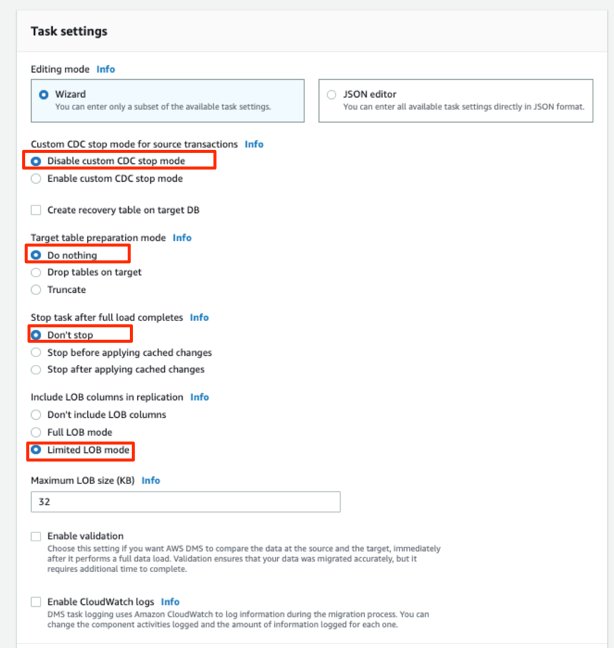 Task settings
Editing mode Info
Wizard
You can enter only a subset of the available task settings.
JSON editor
You can enter all available task settings directly in JSON format.
Custom CDC stop mode for source transactions Info
Disable custom CDC stop mode
Enable custom CDC stop mode
Create recovery table on target DB
Target table preparation mode Info
Do nothing
Drop tables on target
Truncate
Stop task after full load completes Info
Don't stop
Stop before applying cached changes
Stop after applying cached changes
Include LOB columns in replication Info
Don't include LOB columns
Full LOB mode
Limited LOB mode
Maximum LOB size (KB) Info
32
Enable validation
Choose this setting if you want AWS DMS to compare the data at the source and the target, immediately
after it performs a full data load. Validation ensures that your data was migrated accurately, but it
requires additional time to complete.
Enable CloudWatch logs Info
DMS task logging uses Amazon CloudWatch to log information during the migration process. You can
change the component activities logged and the amount of information logged for each one.